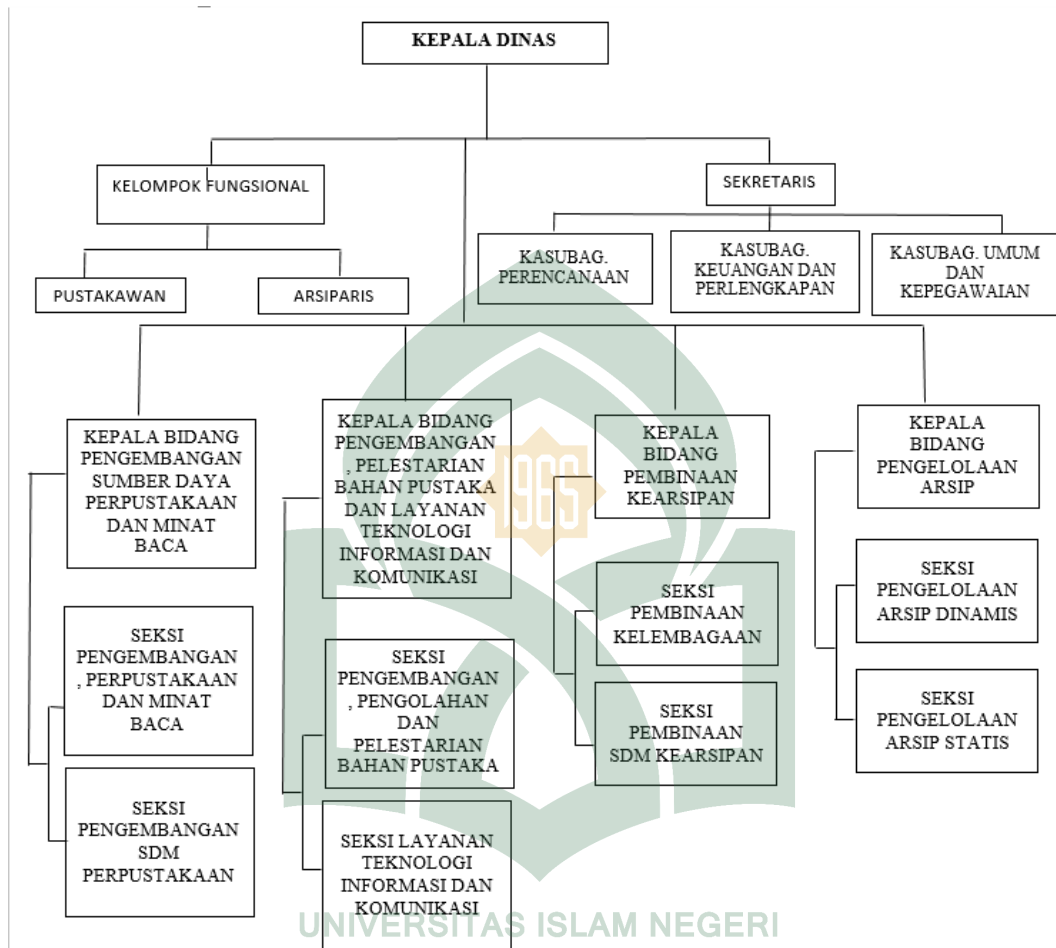 KEPALA DINAS
KELOMPOK FUNGSIONAL
SEKRETARIS
PUSTAKAWAN
ARSIPARIS
KASUBAG.
PERENCANAAN
KASUBAG.
KEUANGAN DAN
PERLENGKAPAN
KASUBAG. UMUM
DAN
KEPEGAWAIAN
KEPALA BIDANG
PENGEMBANGAN
SUMBER DAYA
PERPUSTAKAAN
DAN MINAT
BACA
KEPALA BIDANG
PENGEMBANGAN
, PELESTARIAN
BAHAN PUSTAKA
DAN LAYANAN
TEKNOLOGI
INFORMASI DAN
KOMUNIKASI
KEPALA
BIDANG
PEMBINAAN
KEARSIPAN
KEPALA
BIDANG
PENGELOLAAN
ARSIP
1965
SEKSI
PENGEMBANGAN
, PERPUSTAKAAN
DAN MINAT
BACA
SEKSI
PENGEMBANGAN
, PENGOLAHAN
DAN
PELESTARIAN
BAHAN PUSTAKA
SEKSI
PEMBINAAN
KELEMBAGAAN
SEKSI
PENGELOLAAN
ARSIP DINAMIS
SEKSI
PENGEMBANGAN
SDM
PERPUSTAKAAN
SEKSI LAYANAN
TEKNOLOGI
INFORMASI DAN
KOMUNIKASI
SEKSI
PEMBINAAN
SDM KEARSIPAN
SEKSI
PENGELOLAAN
ARSIP STATIS
UNIVERSITAS ISLAM NEGERI